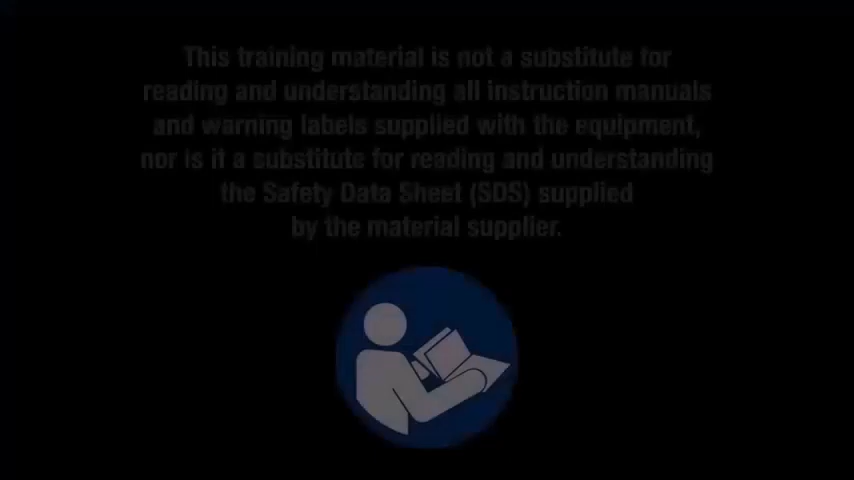 This training material is not a substitute for
reading and understanding all instruction manuals
and warning labels supplied with the equipment,
nor is it a substitute for reading and understanding
the Safety Data Sheet (SDS) supplied
by the material supplier.